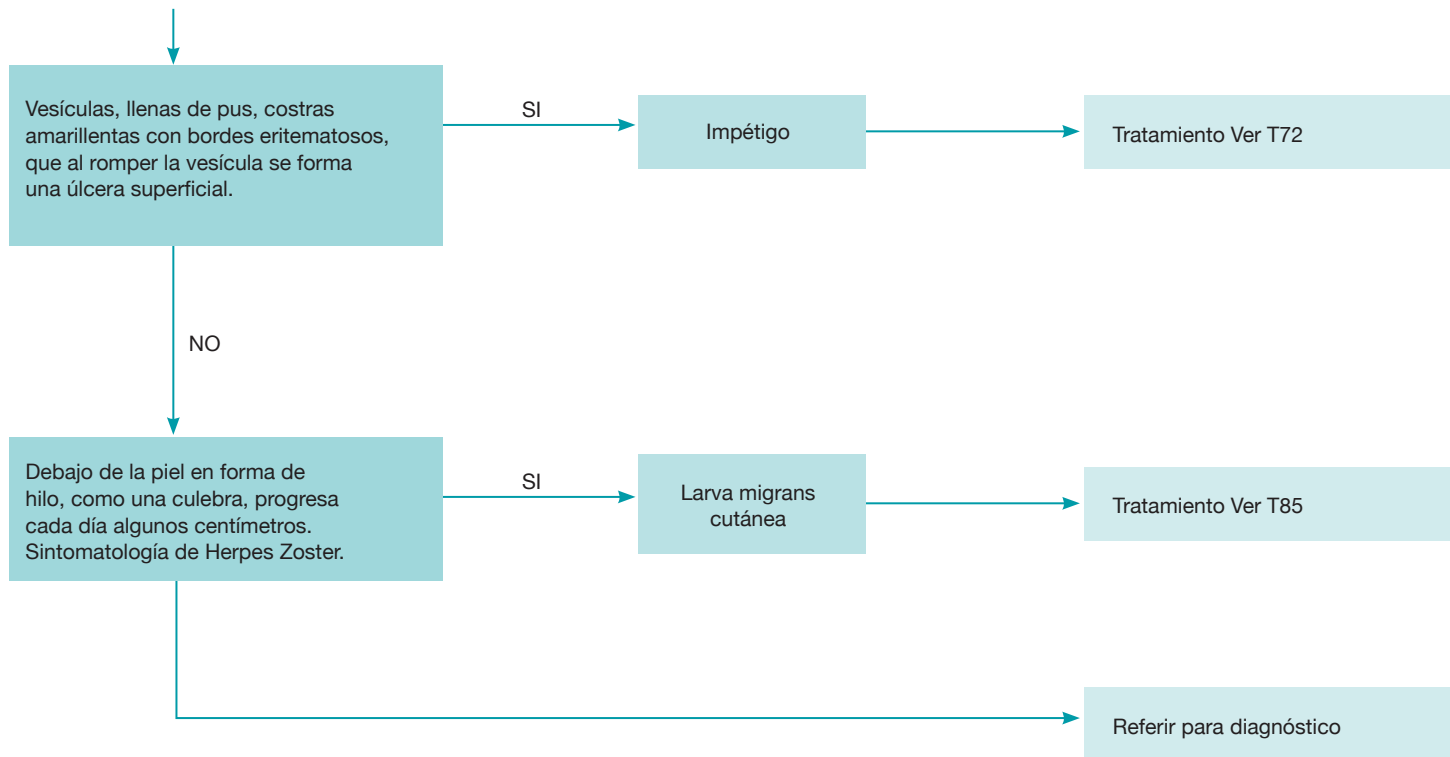 Vesículas, llenas de pus, costras
amarillentas con bordes eritematosos,
que al romper la vesícula se forma
una úlcera superficial.
SI
Impétigo
Tratamiento Ver T72
NO
Debajo de la piel en forma de
hilo, como una culebra, progresa
cada día algunos centímetros.
Sintomatología de Herpes Zoster.
SI
Larva migrans
cutánea
Tratamiento Ver T85
Referir para diagnóstico